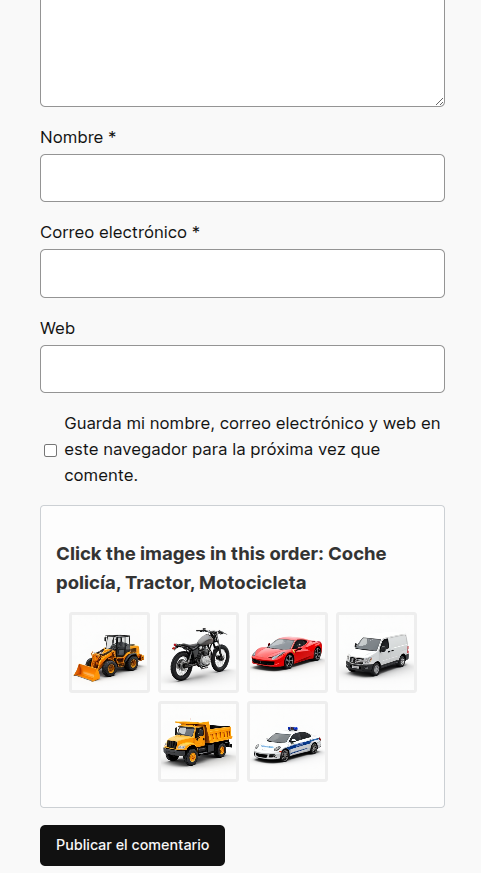 Nombre *
Correo electrónico *
Web
Guarda mi nombre, correo electrónico y web en
este navegador para la próxima vez que
comente.
Click the images in this order: Coche
policía, Tractor, Motocicleta
Publicar el comentario